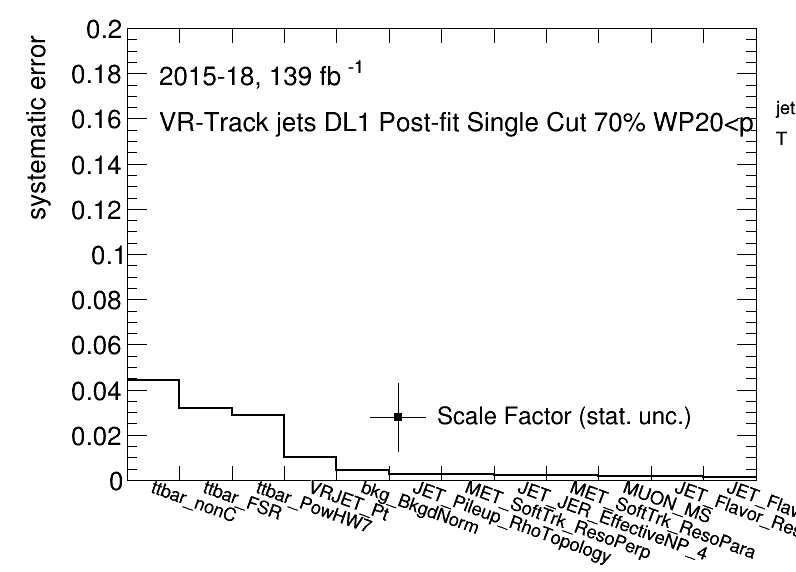 systematic error
0.2
0.18
0.16
0.14
0.12
0.1
0.08
0.06
0.04
0.02
0
2015-18, 139 fb -1
VR-Track jets DL1 Post-fit Single Cut 70% WP20<p
jet
T
Scale Factor (stat. unc.)
ttbar_nonC
ttbar_FSR
ttbar_PowHW7
VRJET_Pt
bkg_BkgdNorm
JET_Pileup_RhoTopology
MET_SoftTrk_ResoPerp
JET_JER_EffectiveNP_4
MET_SoftTrk_ResoPara
MUON_MS
JET_Flavor_Res
JET_Flav